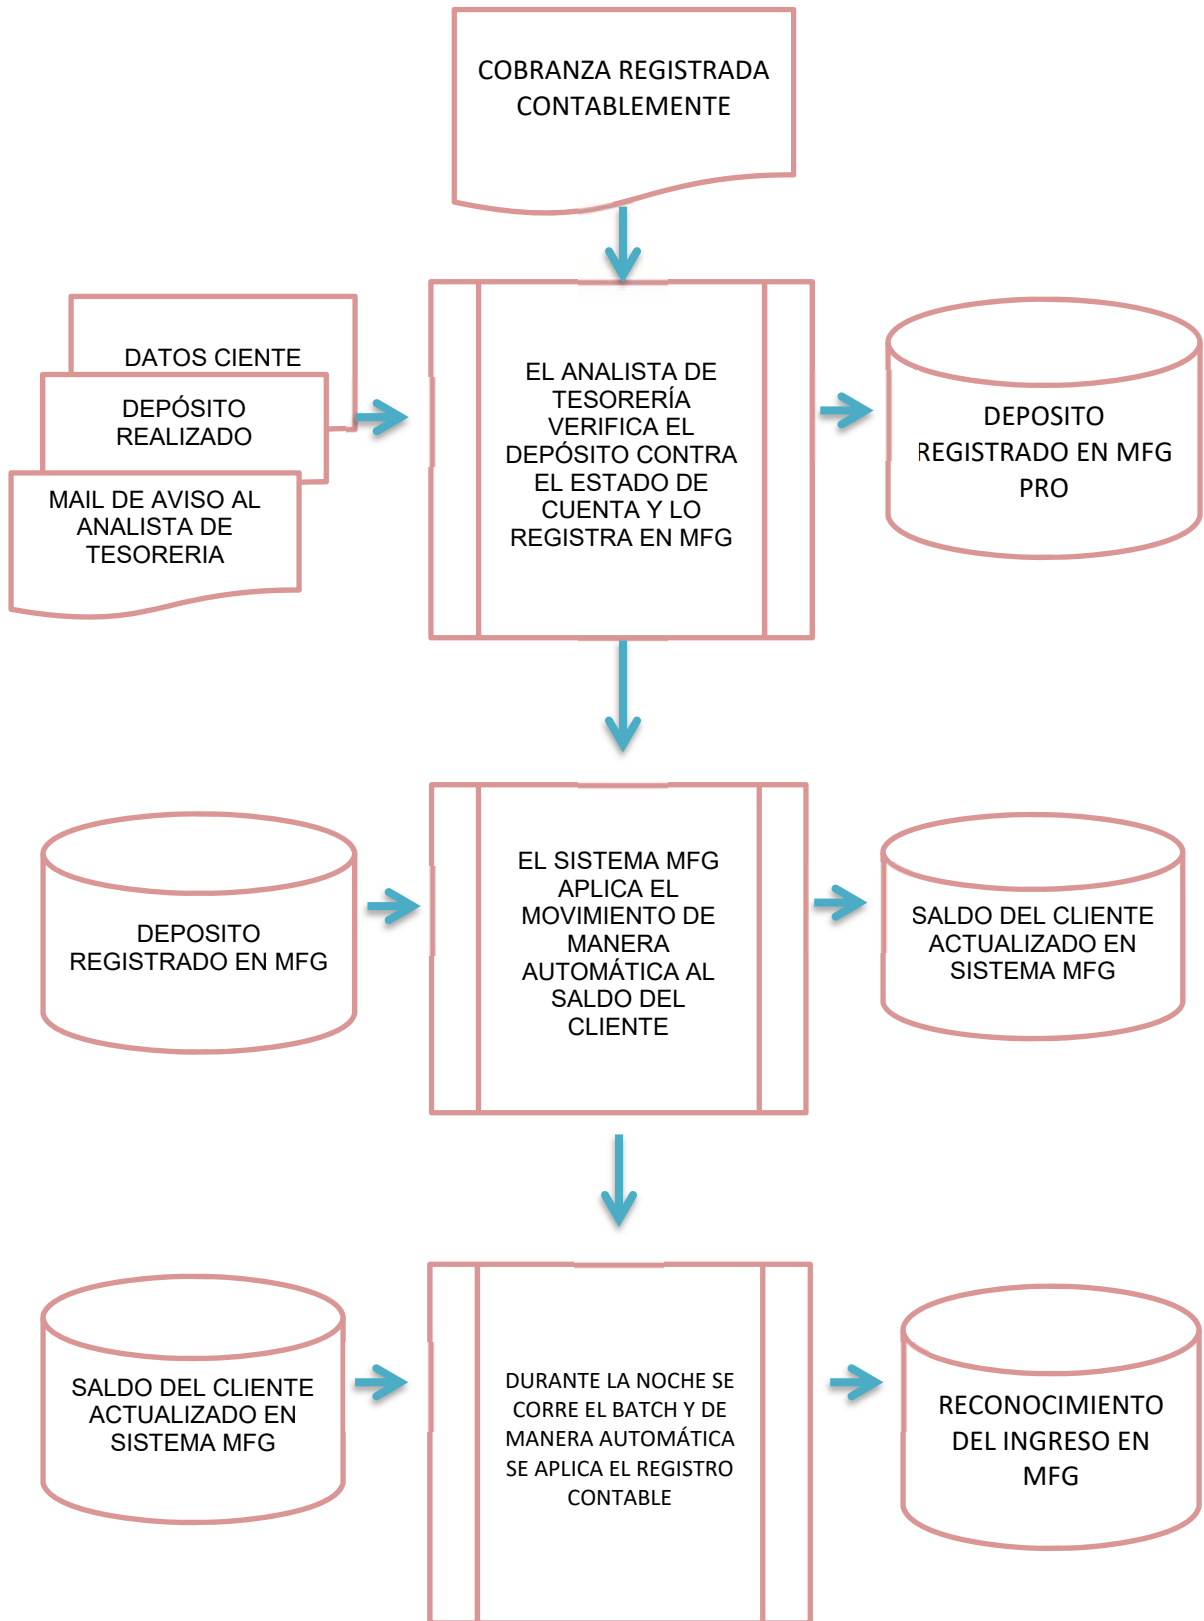 COBRANZA REGISTRADA
CONTABLEMENTE
DATOS CIENTE
DEPÓSITO
REALIZADO
MAIL DE AVISO AL
ANALISTA DE
TESORERIA
EL ANALISTA DE
TESORERÍA
VERIFICA EL
DEPÓSITO CONTRA
EL ESTADO DE
CUENTA Y LO
REGISTRA EN MFG
DEPOSITO
REGISTRADO EN MFG
PRO
DEPOSITO
REGISTRADO EN MFG
EL SISTEMA MFG
APLICA EL
MOVIMIENTO DE
MANERA
AUTOMÁTICA AL
SALDO DEL
CLIENTE
SALDO DEL CLIENTE
ACTUALIZADO EN
SISTEMA MFG
SALDO DEL CLIENTE
ACTUALIZADO EN
SISTEMA MFG
DURANTE LA NOCHE SE
CORRE EL BATCH Y DE
MANERA AUTOMÁTICA
SE APLICA EL REGISTRO
CONTABLE
RECONOCIMIENTO
DEL INGRESO EN
MFG